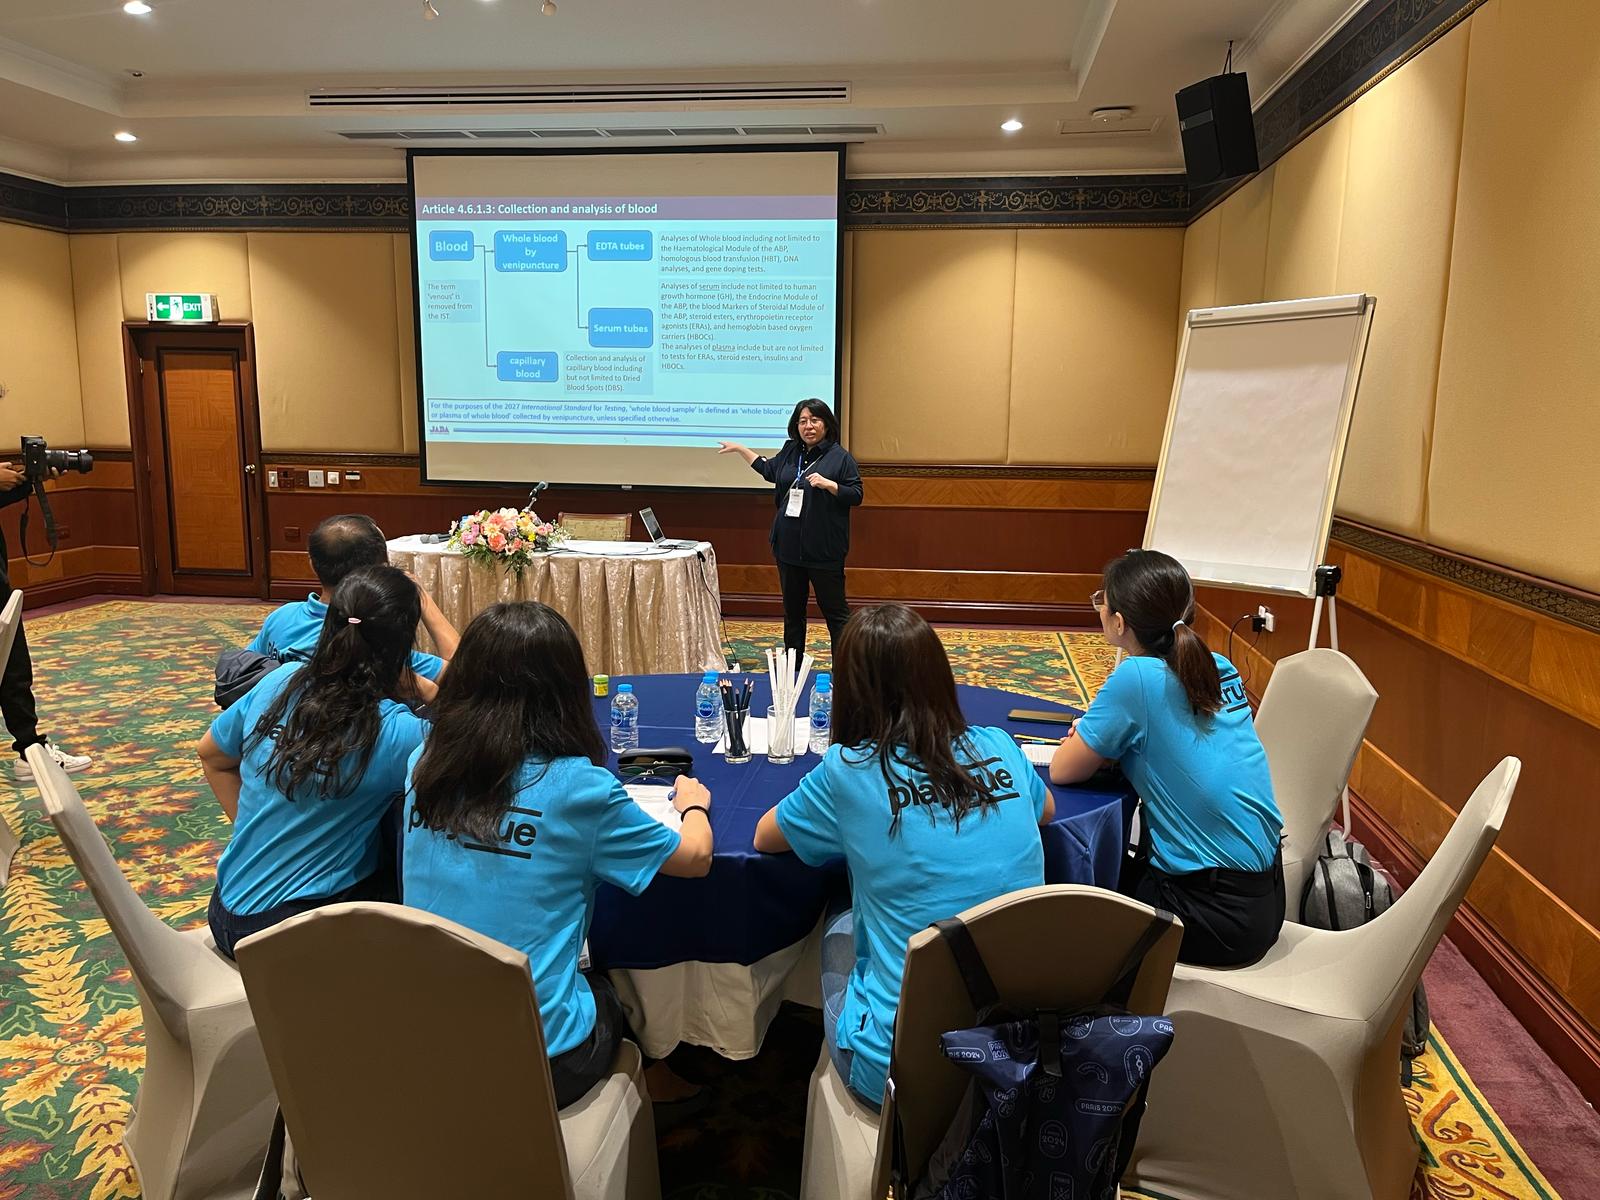 Article 4.6.1.3: Collection and analysis of blood
Blood
Whole blood
by
venipuncture
EDTA tubes
Analyses of Whole blood including not limited to
the Haematological Module of the ABP,
homologous blood transfusion (HBT), DNA
analyses, and gene doping tests.
The term
'venous' is
removed from
the IST.
Serum tubes
Analyses of serum include not limited to human
growth hormone (GH), the Endocrine Module of
the ABP, the blood Markers of Steroidal Module of
the ABP, steroid esters, erythropoietin receptor
agonists (ERAs), and hemoglobin based oxygen
carriers (HBOCs).
The analyses of plasma include but are not limited
to tests for ERAs, steroid esters, insulins and
HBOCs.
capillary
blood
Collection and analysis of
capillary blood including
but not limited to Dried
Blood Spots (DBS).
For the purposes of the 2027 International Standard for Testing, 'whole blood sample' is defined as 'whole blood' or
or plasma of whole blood' collected by venipuncture, unless specified otherwise.
JADA
5
EXIT
play
true
PARIS 2024
PARIS 2024
PARIS 2024